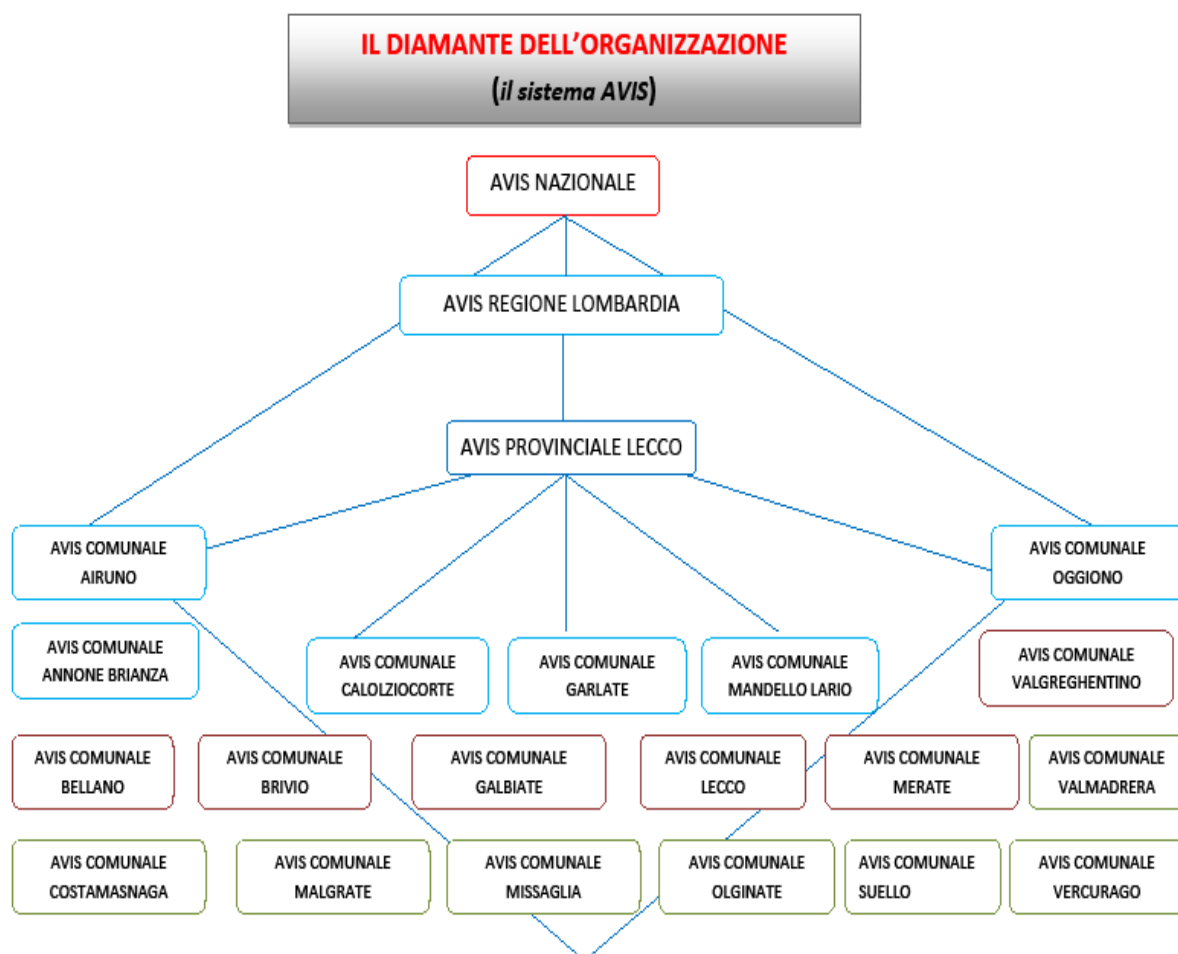 IL DIAMANTE DELL’ORGANIZZAZIONE
(il sistema AVIS)
AVIS NAZIONALE
AVIS REGIONE LOMBARDIA
AVIS PROVINCIALE LECCO
AVIS COMUNALE
AIRUNO
AVIS COMUNALE
OGGIONO
AVIS COMUNALE
ANNONE BRIANZA
AVIS COMUNALE
CALOLZIOCORTE
AVIS COMUNALE
GARLATE
AVIS COMUNALE
MANDELLO LARIO
AVIS COMUNALE
VALGREGHENTINO
AVIS COMUNALE
BELLANO
AVIS COMUNALE
BRIVIO
AVIS COMUNALE
GALBIATE
AVIS COMUNALE
LECCO
AVIS COMUNALE
MERATE
AVIS COMUNALE
VALMADRERA
AVIS COMUNALE
COSTAMASNAGA
AVIS COMUNALE
MALGRATE
AVIS COMUNALE
MISSAGLIA
AVIS COMUNALE
OLGINATE
AVIS COMUNALE
SUELLO
AVIS COMUNALE
VERCURAGO